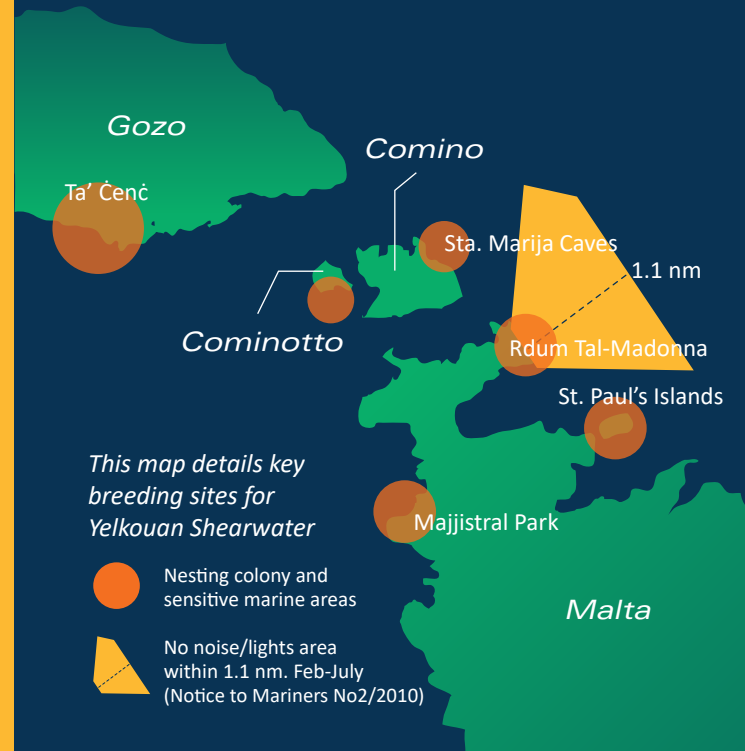 Gozo
Comino
Ta' Ċenċ
Sta. Marija Caves
1.1 nm
Cominotto
Rdum Tal-Madonna
St. Paul's Islands
This map details key
breeding sites for
Yelkouan Shearwater
Majjistral Park
Nesting colony and
sensitive marine areas
Malta
No noise/lights area
within 1.1 nm. Feb-July
(Notice to Mariners No2/2010)